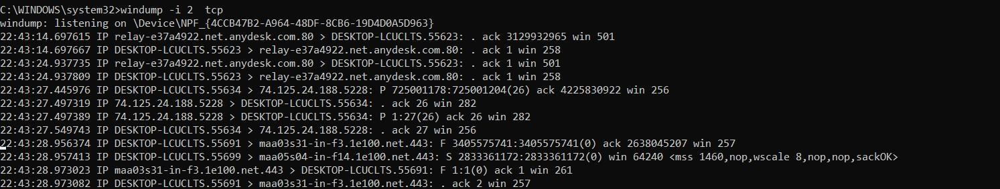 C:\WINDOWS\system32>windump -i 2  tcp
windump: listening on \Device\NPF_{4CCB47B2-A964-48DF-8CB6-19D4D0A5D963}
22:43:14.697615 IP relay-e37a4922.net.anydesk.com.80 > DESKTOP-LCUCLTS.55623: . ack 3129932965 win 501
22:43:14.697667 IP DESKTOP-LCUCLTS.55623 > relay-e37a4922.net.anydesk.com.80: . ack 1 win 258
22:43:24.937735 IP relay-e37a4922.net.anydesk.com.80 > DESKTOP-LCUCLTS.55623: . ack 1 win 501
22:43:24.937809 IP DESKTOP-LCUCLTS.55623 > relay-e37a4922.net.anydesk.com.80: . ack 1 win 258
22:43:27.445976 IP DESKTOP-LCUCLTS.55634 > 74.125.24.188.5228: P 725001178:725001204(26) ack 4225830922 win 256
22:43:27.497319 IP 74.125.24.188.5228 > DESKTOP-LCUCLTS.55634: . ack 26 win 282
22:43:27.497389 IP 74.125.24.188.5228 > DESKTOP-LCUCLTS.55634: P 1:27(26) ack 26 win 282
22:43:27.549743 IP DESKTOP-LCUCLTS.55634 > 74.125.24.188.5228: . ack 27 win 256
22:43:28.956374 IP DESKTOP-LCUCLTS.55691 > maa03s31-in-f3.1e100.net.443: F 3405575741:3405575741(0) ack 2638045207 win 257
22:43:28.957413 IP DESKTOP-LCUCLTS.55699 > maa05s04-in-f14.1e100.net.443: S 2833361172:2833361172(0) win 64240 <mss 1460,nop,wscale 8,nop,nop,sackOK>
22:43:28.973023 IP maa03s31-in-f3.1e100.net.443 > DESKTOP-LCUCLTS.55691: F 1:1(0) ack 1 win 261
22:43:28.973082 IP DESKTOP-LCUCLTS.55691 > maa03s31-in-f3.1e100.net.443: . ack 2 win 257